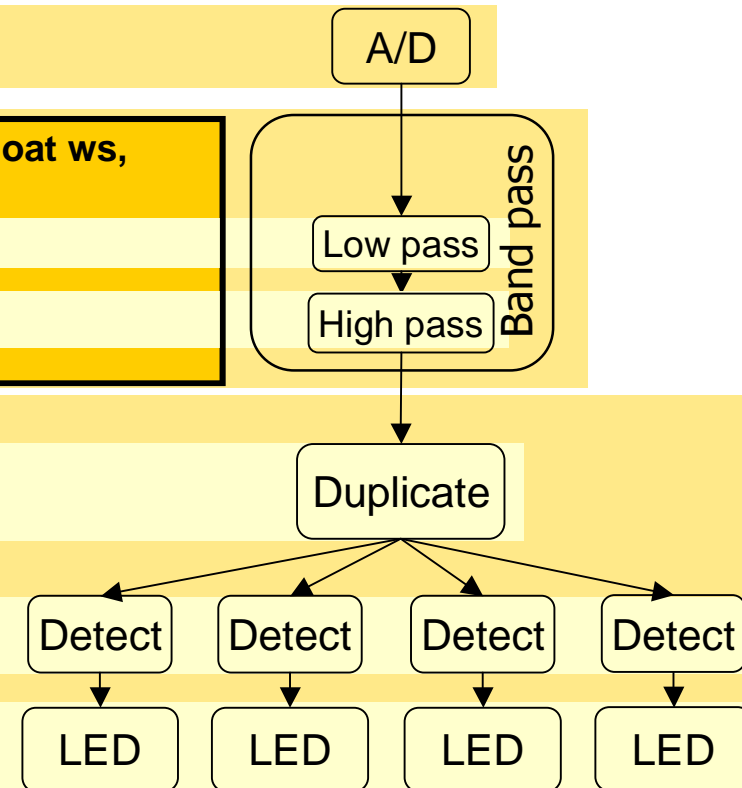 A/D
oat ws,
Low pass
High pass
Band pass
Duplicate
Detect Detect Detect Detect
LED LED LED LED